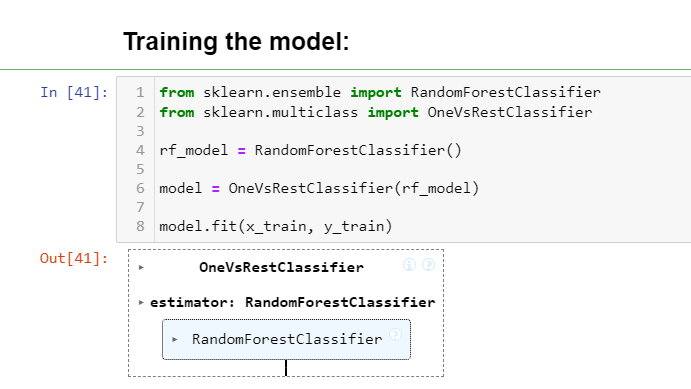 Training the model:
In [41]:
1 from sklearn.ensemble import RandomForestClassifier
2 from sklearn.multiclass import OneVsRestClassifier
3
4 rf_model = RandomForestClassifier()
5
6 model = OneVsRestClassifier(rf_model)
7
8 model.fit(x_train, y_train)
Out[41]:
▸ OneVsRestClassifier i ?
▸ estimator: RandomForestClassifier
▸ RandomForestClassifier ?